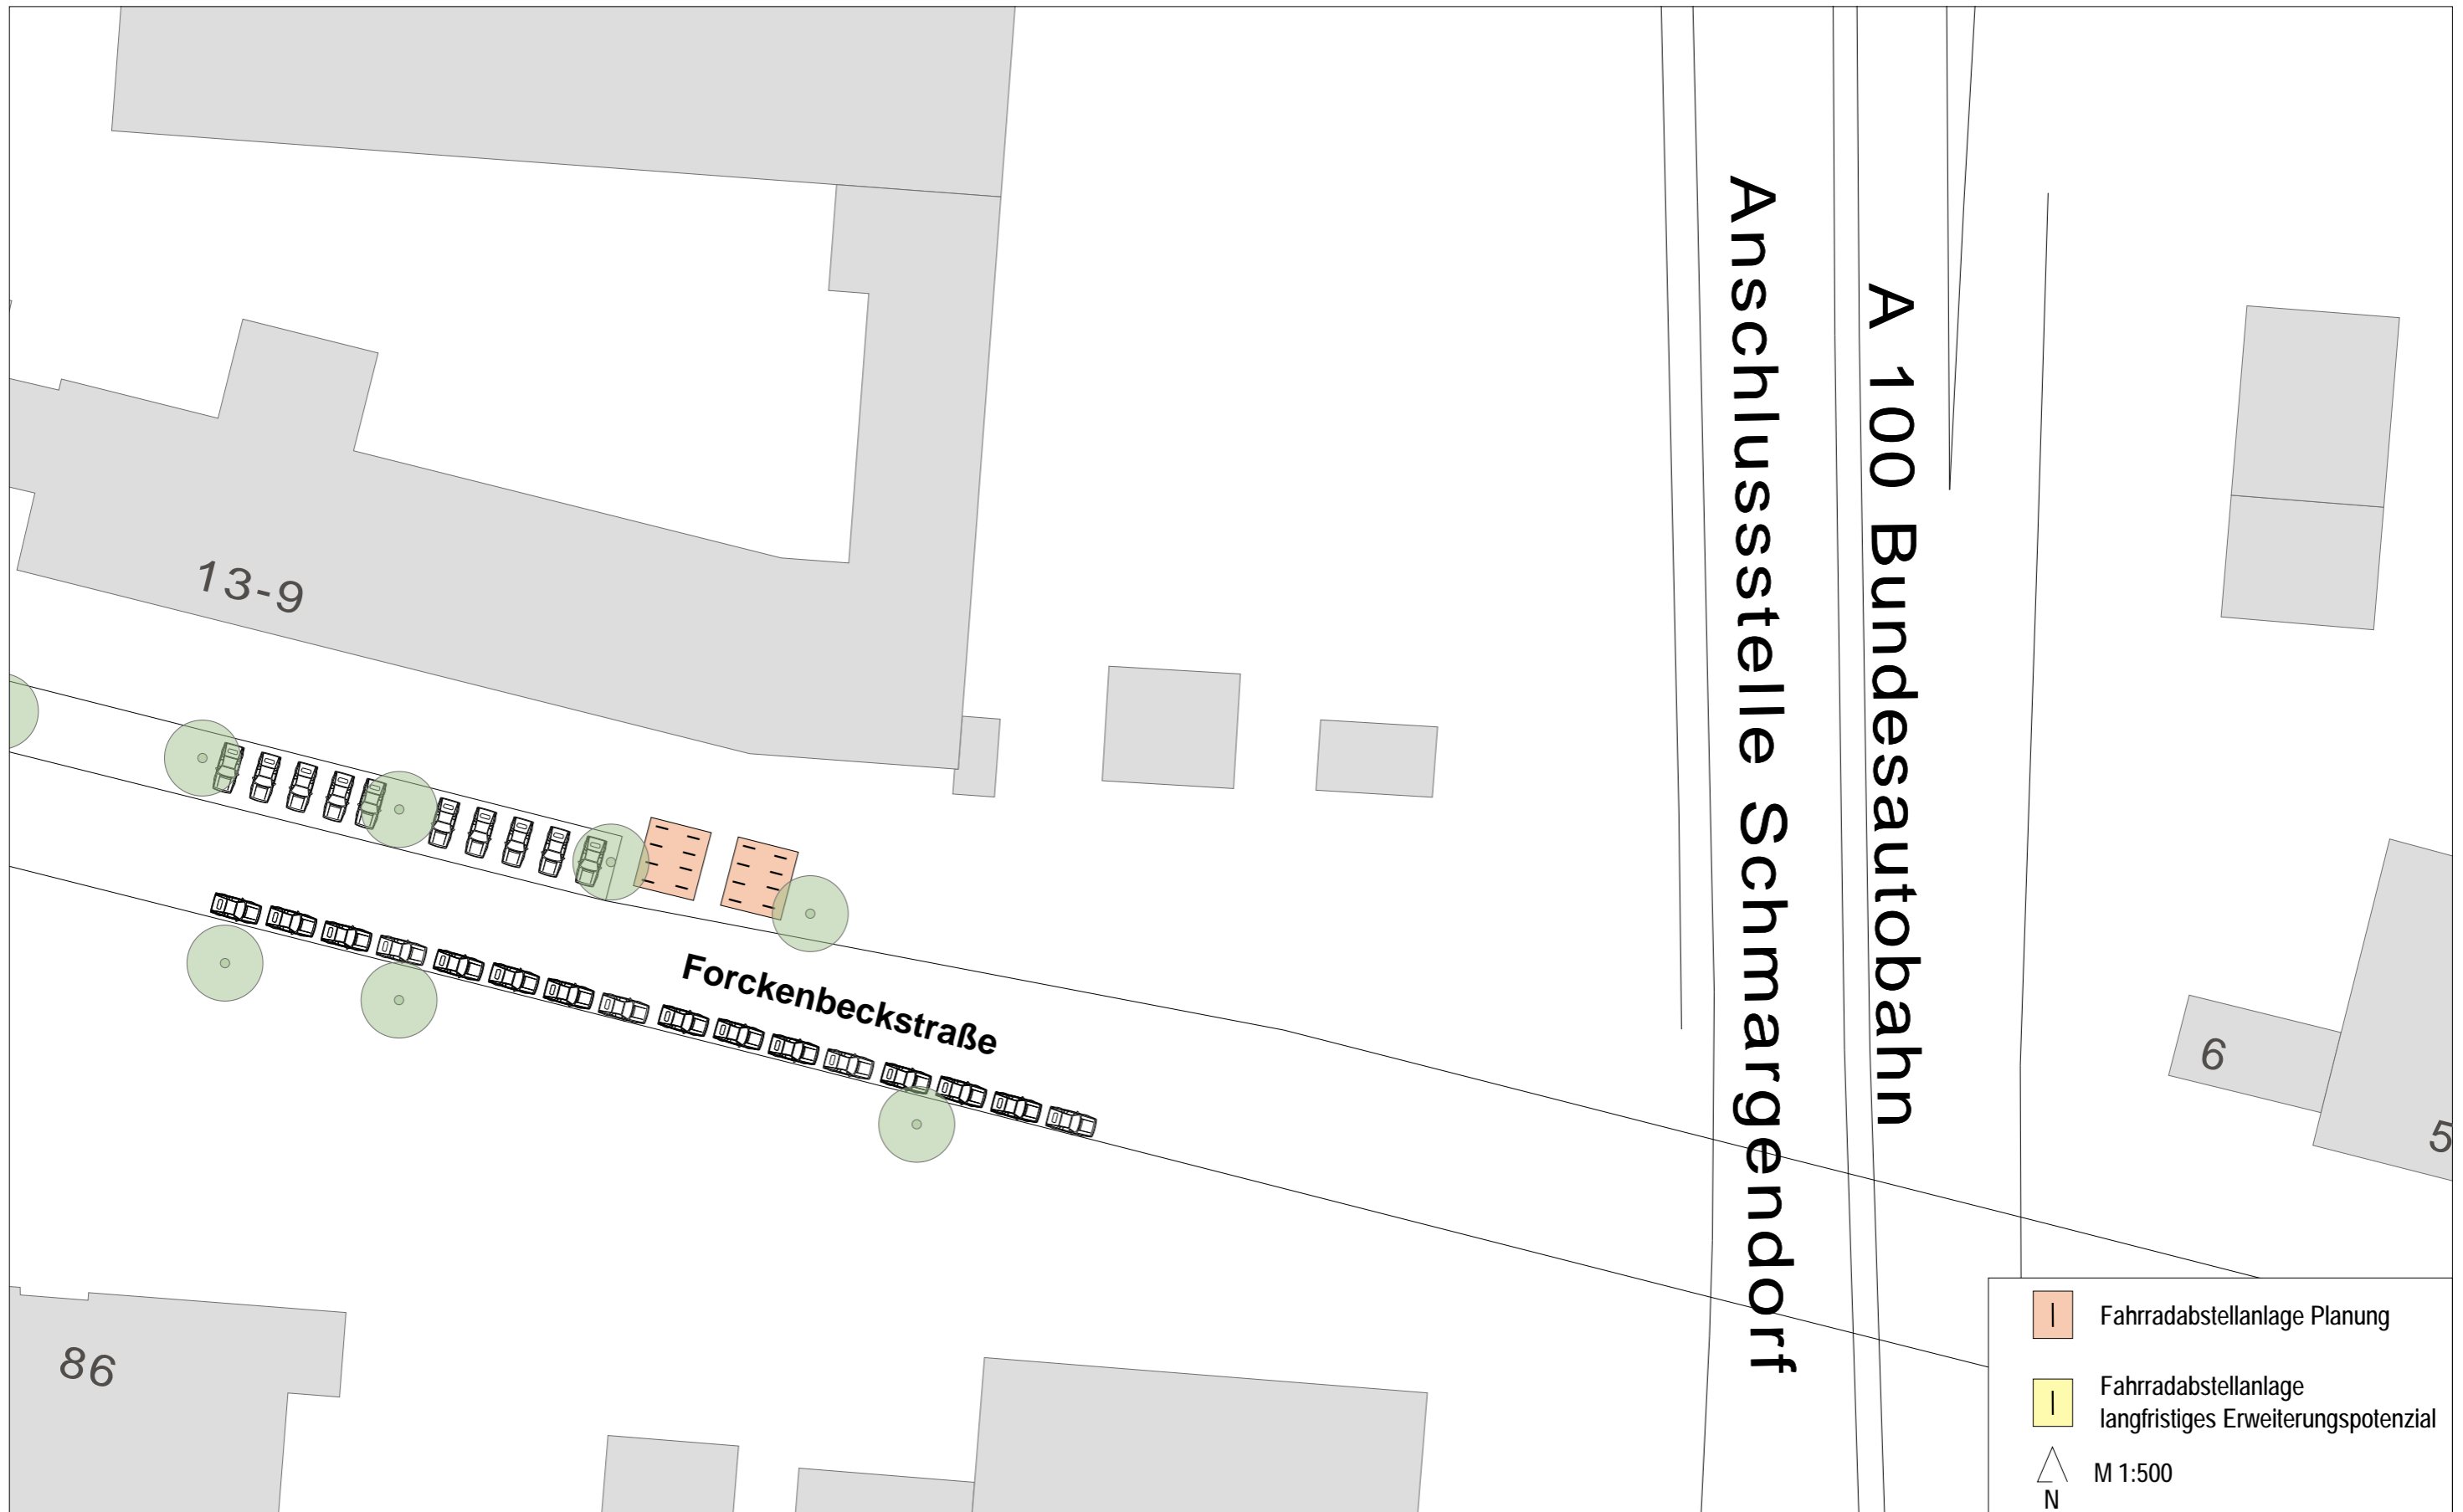 Anschlussstelle Schmargendorf
A 100 Bundesautobahn
13-9
Forckenbeckstraße
6
5
86
Fahrradabstellanlage Planung
Fahrradabstellanlage
langfristiges Erweiterungspotenzial
M 1:500
N